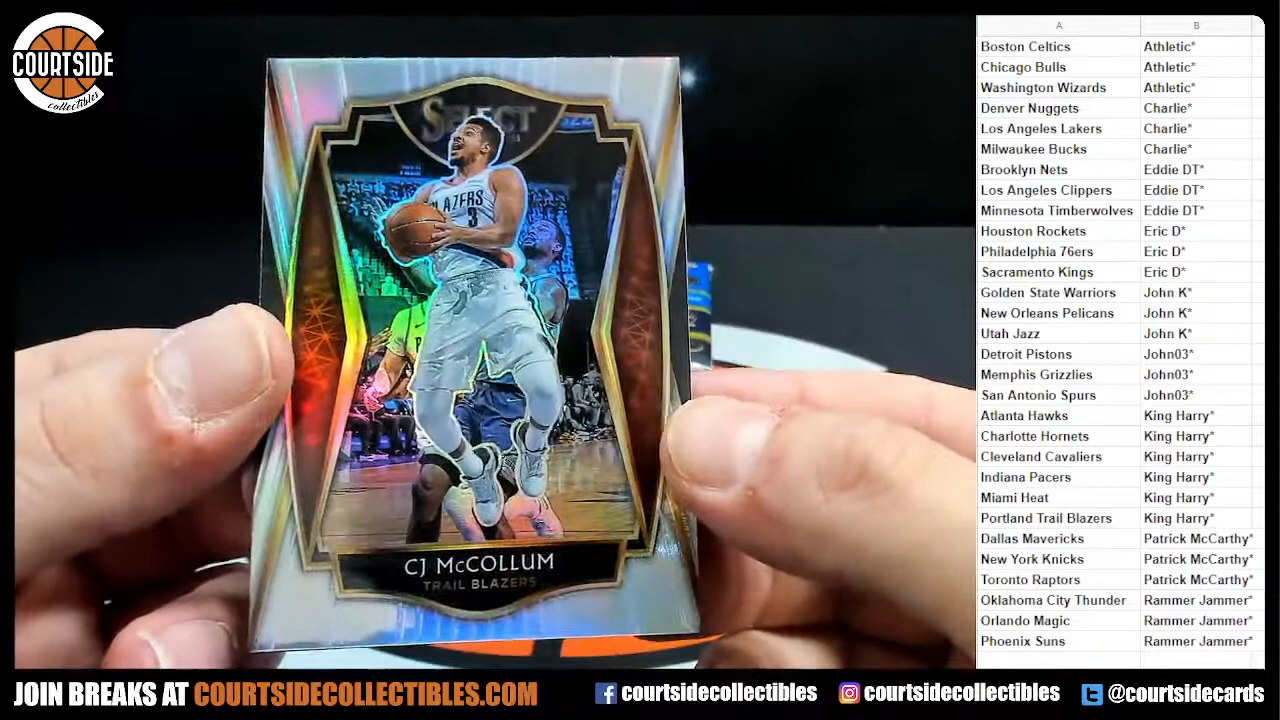 COURTSIDE
collectibles
SELECT
BLAZERS
3
CJ McCOLLUM
TRAIL BLAZERS
A B
Boston Celtics Athletic*
Chicago Bulls Athletic*
Washington Wizards Athletic*
Denver Nuggets Charlie*
Los Angeles Lakers Charlie*
Milwaukee Bucks Charlie*
Brooklyn Nets Eddie DT*
Los Angeles Clippers Eddie DT*
Minnesota Timberwolves Eddie DT*
Houston Rockets Eric D*
Philadelphia 76ers Eric D*
Sacramento Kings Eric D*
Golden State Warriors John K*
New Orleans Pelicans John K*
Utah Jazz John K*
Detroit Pistons John03*
Memphis Grizzlies John03*
San Antonio Spurs John03*
Atlanta Hawks King Harry*
Charlotte Hornets King Harry*
Cleveland Cavaliers King Harry*
Indiana Pacers King Harry*
Miami Heat King Harry*
Portland Trail Blazers King Harry*
Dallas Mavericks Patrick McCarthy*
New York Knicks Patrick McCarthy*
Toronto Raptors Patrick McCarthy*
Oklahoma City Thunder Rammer Jammer*
Orlando Magic Rammer Jammer*
Phoenix Suns Rammer Jammer*
JOIN BREAKS AT COURTSIDECOLLECTIBLES.COM courtsidecollectibles courtsidecollectibles @courtsidecards